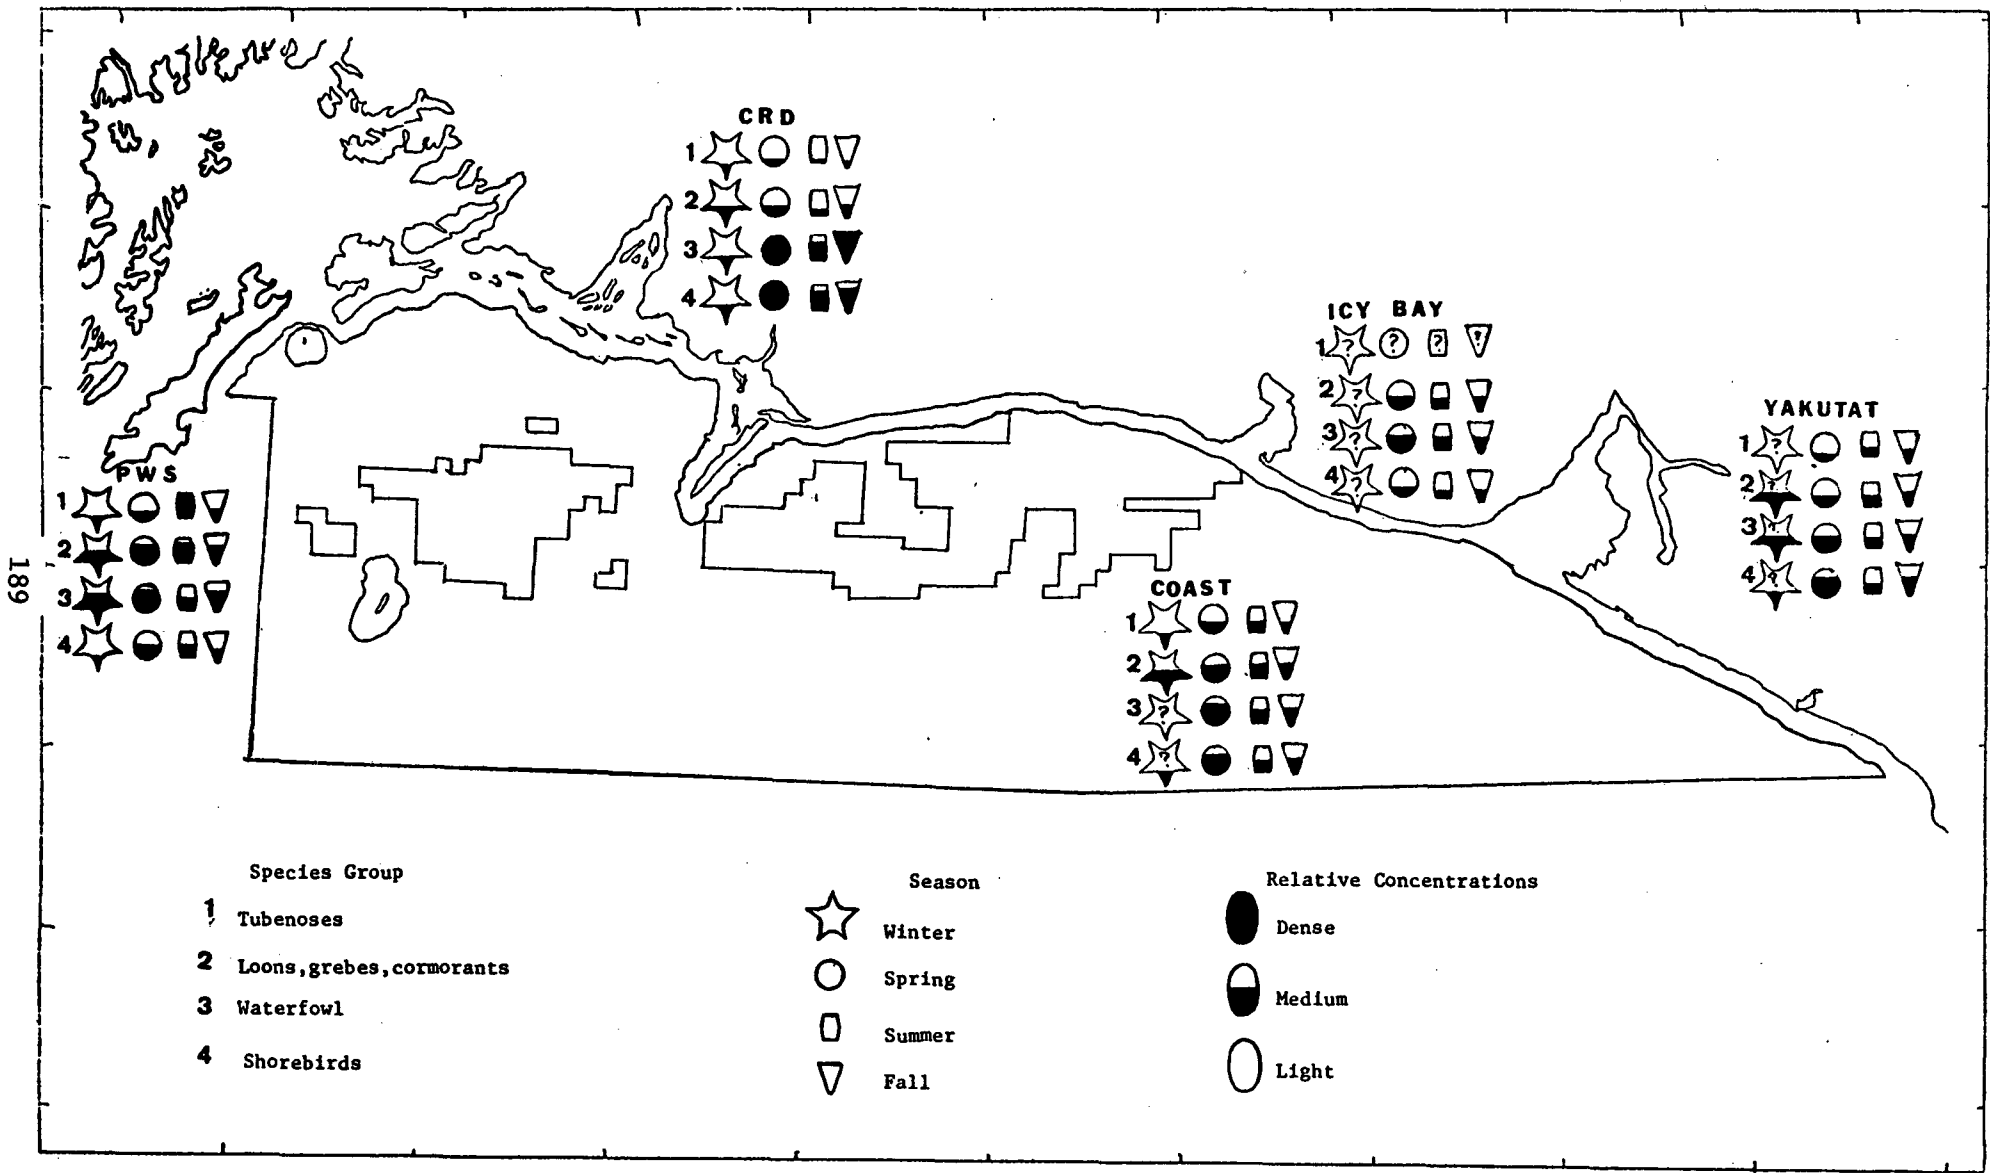 CRD
1
2
3
4
ICY BAY
1 ? ? ? ?
2 ?
3 ?
4 ?
YAKUTAT
1 ?
2 ?
3 ?
4 ?
PWS
1
2
3
4
COAST
1
2
3 ?
4 ?
189
Species Group
1 Tubenoses
2 Loons,grebes,cormorants
3 Waterfowl
4 Shorebirds
Season
Winter
Spring
Summer
Fall
Relative Concentrations
Dense
Medium
Light